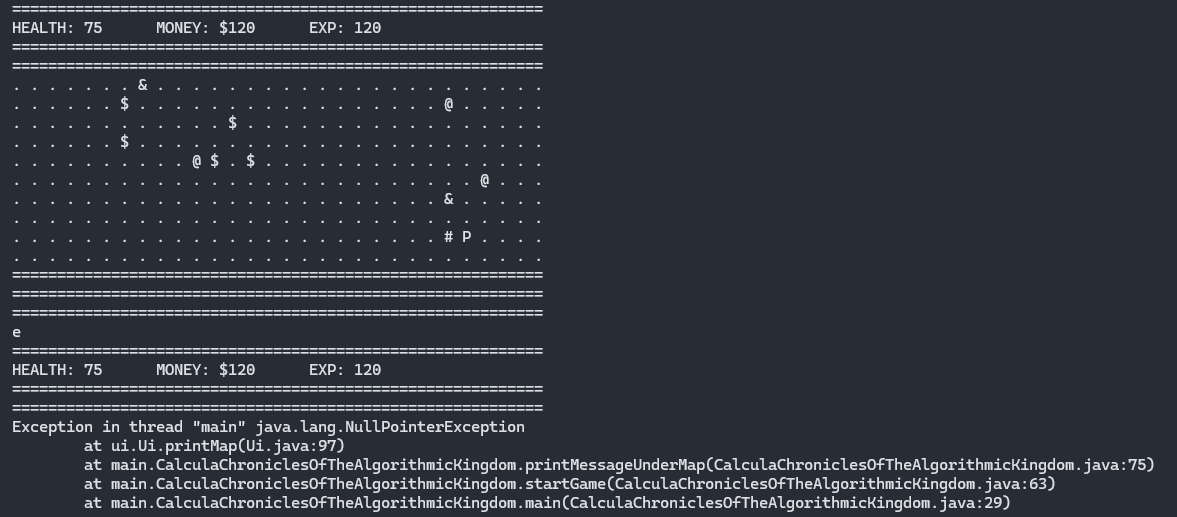 ===========================================================
HEALTH: 75      MONEY: $120      EXP: 120
===========================================================
===========================================================
. . . . . . . & . . . . . . . . . . . . . . . . . . . . . .
. . . . . . $ . . . . . . . . . . . . . . . . . @ . . . . .
. . . . . . . . . . . . $ . . . . . . . . . . . . . . . . .
. . . . . . $ . . . . . . . . . . . . . . . . . . . . . . .
. . . . . . . . . . @ $ . $ . . . . . . . . . . . . . . . .
. . . . . . . . . . . . . . . . . . . . . . . . . . @ . . .
. . . . . . . . . . . . . . . . . . . . . . . . & . . . . .
. . . . . . . . . . . . . . . . . . . . . . . . . . . . . .
. . . . . . . . . . . . . . . . . . . . . . . . # P . . . .
. . . . . . . . . . . . . . . . . . . . . . . . . . . . . .
===========================================================
===========================================================
===========================================================
e
===========================================================
HEALTH: 75      MONEY: $120      EXP: 120
===========================================================
===========================================================
Exception in thread "main" java.lang.NullPointerException
        at ui.Ui.printMap(Ui.java:97)
        at main.CalculaChroniclesOfTheAlgorithmicKingdom.printMessageUnderMap(CalculaChroniclesOfTheAlgorithmicKingdom.java:75)
        at main.CalculaChroniclesOfTheAlgorithmicKingdom.startGame(CalculaChroniclesOfTheAlgorithmicKingdom.java:63)
        at main.CalculaChroniclesOfTheAlgorithmicKingdom.main(CalculaChroniclesOfTheAlgorithmicKingdom.java:29)